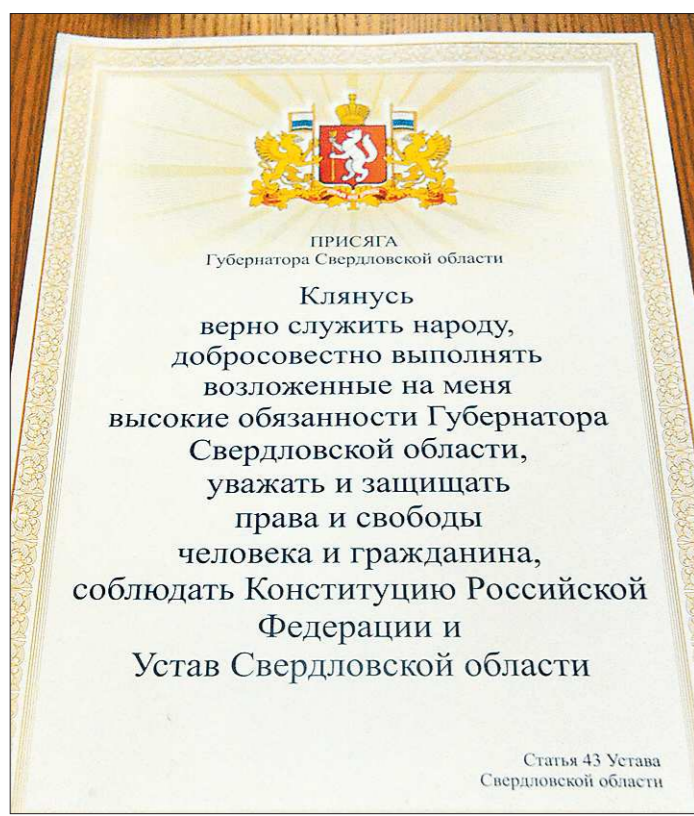 ПРИСЯГА
Губернатора Свердловской области
Клянусь
верно служить народу,
добросовестно выполнять
возложенные на меня
высокие обязанности Губернатора
Свердловской области,
уважать и защищать
права и свободы
человека и гражданина,
соблюдать Конституцию Российской
Федерации и
Устав Свердловской области
Статья 43 Устава
Свердловской области